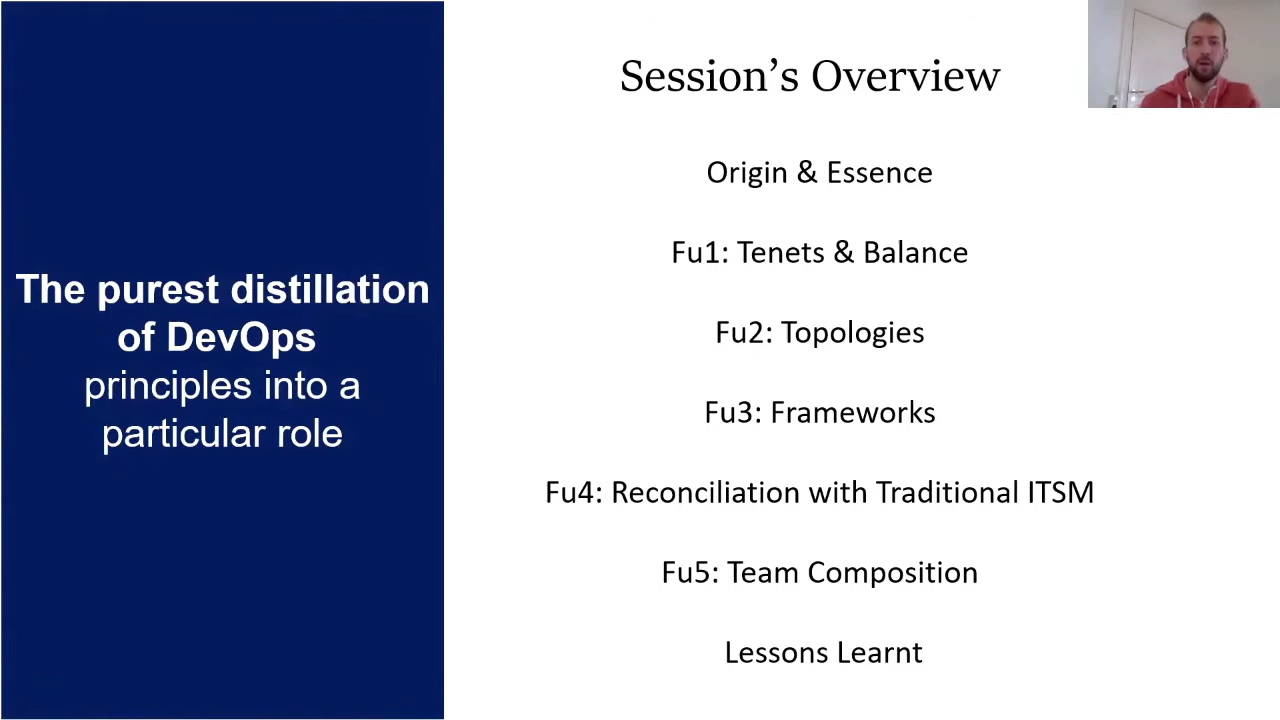 The purest distillation
of DevOps
principles into a
particular role
Session’s Overview
Origin & Essence
Fu1: Tenets & Balance
Fu2: Topologies
Fu3: Frameworks
Fu4: Reconciliation with Traditional ITSM
Fu5: Team Composition
Lessons Learnt